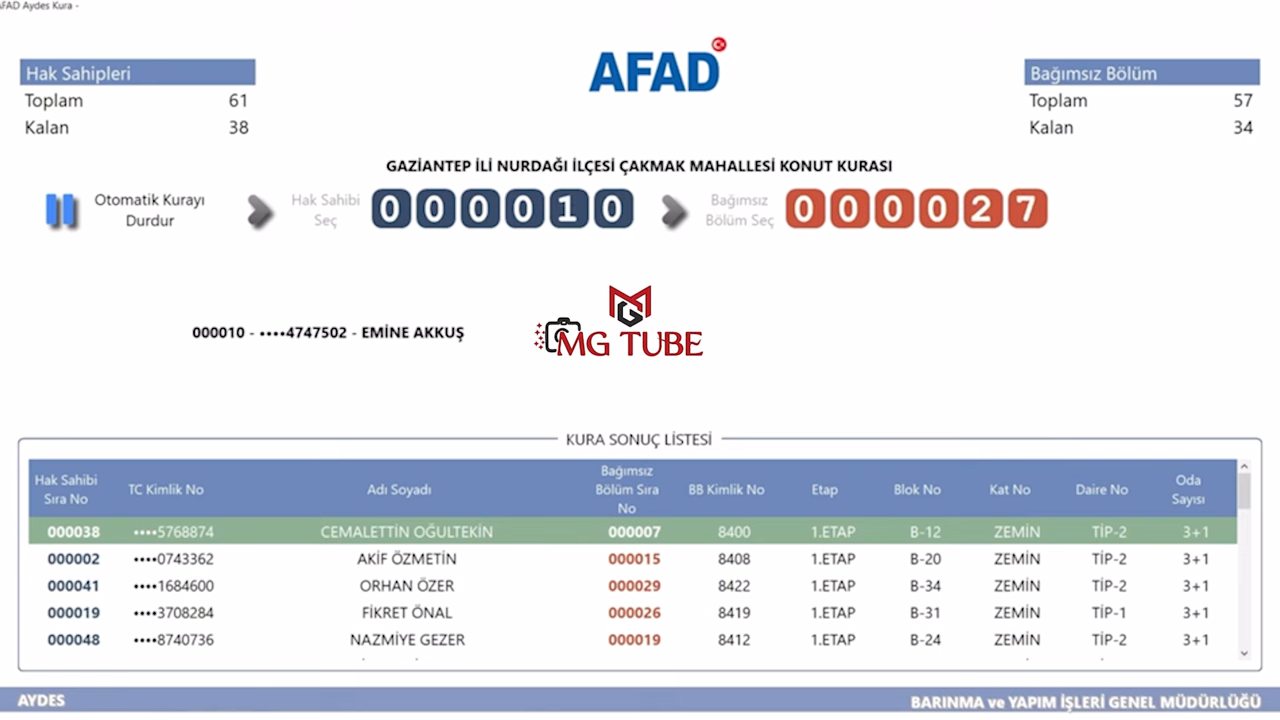 AFAD Aydes Kura -
AFAD
Hak Sahipleri
Toplam 61
Kalan 38
Bağımsız Bölüm
Toplam 57
Kalan 34
GAZİANTEP İLİ NURDAĞI İLÇESİ ÇAKMAK MAHALLESİ KONUT KURASI
Otomatik Kurayı
Durdur
Hak Sahibi
Seç
000010
Bağımsız
Bölüm Seç
000027
000010 - ••••4747502 - EMİNE AKKUŞ
MG TUBE
KURA SONUÇ LİSTESİ
Hak Sahibi
Sıra No
TC Kimlik No
Adı Soyadı
Bağımsız
Bölüm Sıra
No
BB Kimlik No
Etap
Blok No
Kat No
Daire No
Oda
Sayısı
000038 ••••5768874 CEMALETTİN OĞULTEKİN 000007 8400 1.ETAP B-12 ZEMİN TİP-2 3+1
000002 ••••0743362 AKİF ÖZMETİN 000015 8408 1.ETAP B-20 ZEMİN TİP-2 3+1
000041 ••••1684600 ORHAN ÖZER 000029 8422 1.ETAP B-34 ZEMİN TİP-2 3+1
000019 ••••3708284 FİKRET ÖNAL 000026 8419 1.ETAP B-31 ZEMİN TİP-1 3+1
000048 ••••8740736 NAZMİYE GEZER 000019 8412 1.ETAP B-24 ZEMİN TİP-2 3+1
AYDES
BARINMA ve YAPIM İŞLERİ GENEL MÜDÜRLÜĞÜ